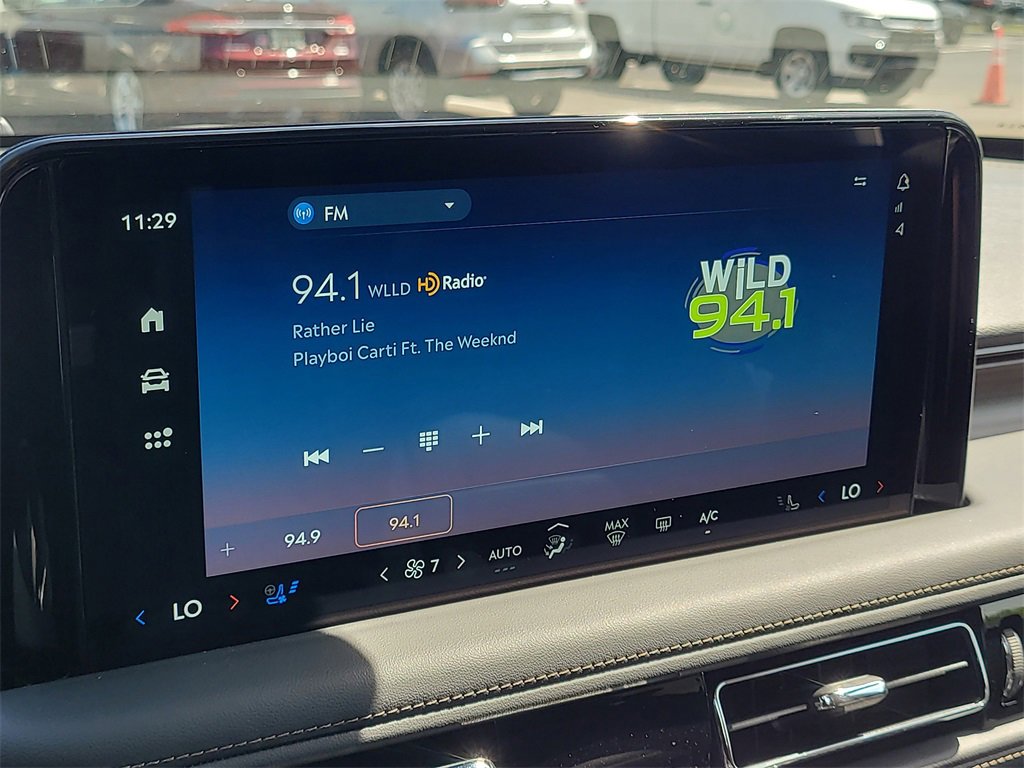 11:29
FM
94.1 WLLD HD Radio
Rather Lie
Playboi Carti Ft. The Weeknd
WiLD
94.1
94.9
94.1
LO
7
AUTO
MAX
A/C
LO